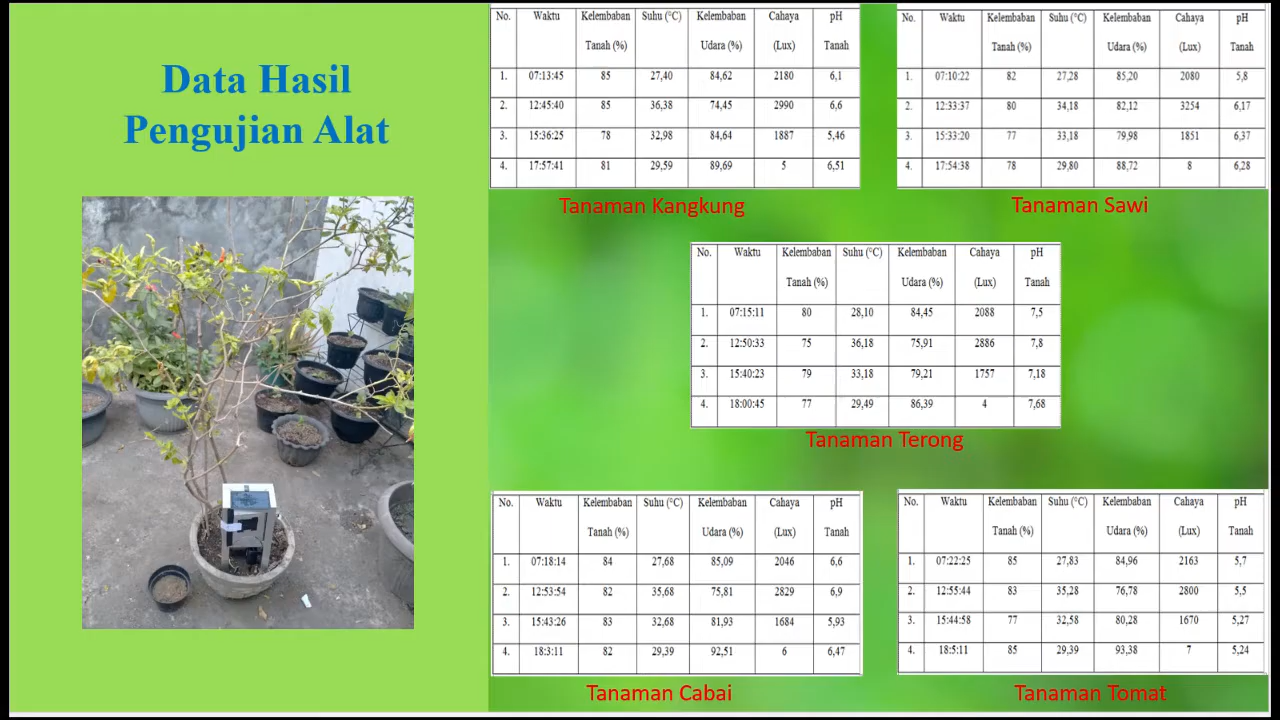 Data Hasil
Pengujian Alat
No. Waktu Kelembaban Suhu (°C) Kelembaban Cahaya pH
Tanah (%) Udara (%) (Lux) Tanah
1. 07:13:45 85 27,40 84,62 2180 6,1
2. 12:45:40 85 36,38 74,45 2990 6,6
3. 15:36:25 78 32,98 84,64 1887 5,46
4. 17:57:41 81 29,59 89,69 5 6,51
Tanaman Kangkung
No. Waktu Kelembaban Suhu (°C) Kelembaban Cahaya pH
Tanah (%) Udara (%) (Lux) Tanah
1. 07:10:22 82 27,28 85,20 2080 5,8
2. 12:33:37 80 34,18 82,12 3254 6,17
3. 15:33:20 77 33,18 79,98 1851 6,37
4. 17:54:38 78 29,80 88,72 8 6,28
Tanaman Sawi
No. Waktu Kelembaban Suhu (°C) Kelembaban Cahaya pH
Tanah (%) Udara (%) (Lux) Tanah
1. 07:15:11 80 28,10 84,45 2088 7,5
2. 12:50:33 75 36,18 75,91 2886 7,8
3. 15:40:23 79 33,18 79,21 1757 7,18
4. 18:00:45 77 29,49 86,39 4 7,68
Tanaman Terong
No. Waktu Kelembaban Suhu (°C) Kelembaban Cahaya pH
Tanah (%) Udara (%) (Lux) Tanah
1. 07:18:14 84 27,68 85,09 2046 6,6
2. 12:53:54 82 35,68 75,81 2829 6,9
3. 15:43:26 83 32,68 81,93 1684 5,93
4. 18:3:11 82 29,39 92,51 6 6,47
Tanaman Cabai
No. Waktu Kelembaban Suhu (°C) Kelembaban Cahaya pH
Tanah (%) Udara (%) (Lux) Tanah
1. 07:22:25 85 27,83 84,96 2163 5,7
2. 12:55:44 83 35,28 76,78 2800 5,5
3. 15:44:58 77 32,58 80,28 1670 5,27
4. 18:5:11 85 29,39 93,38 7 5,24
Tanaman Tomat